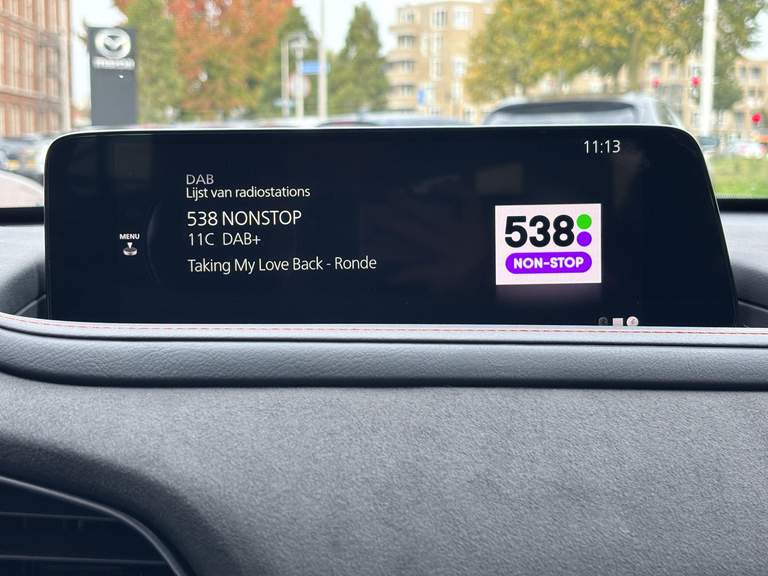 mazda
11:13
DAB
Lijst van radiostations
538 NONSTOP
11C DAB+
Taking My Love Back - Ronde
MENU
538
NON-STOP